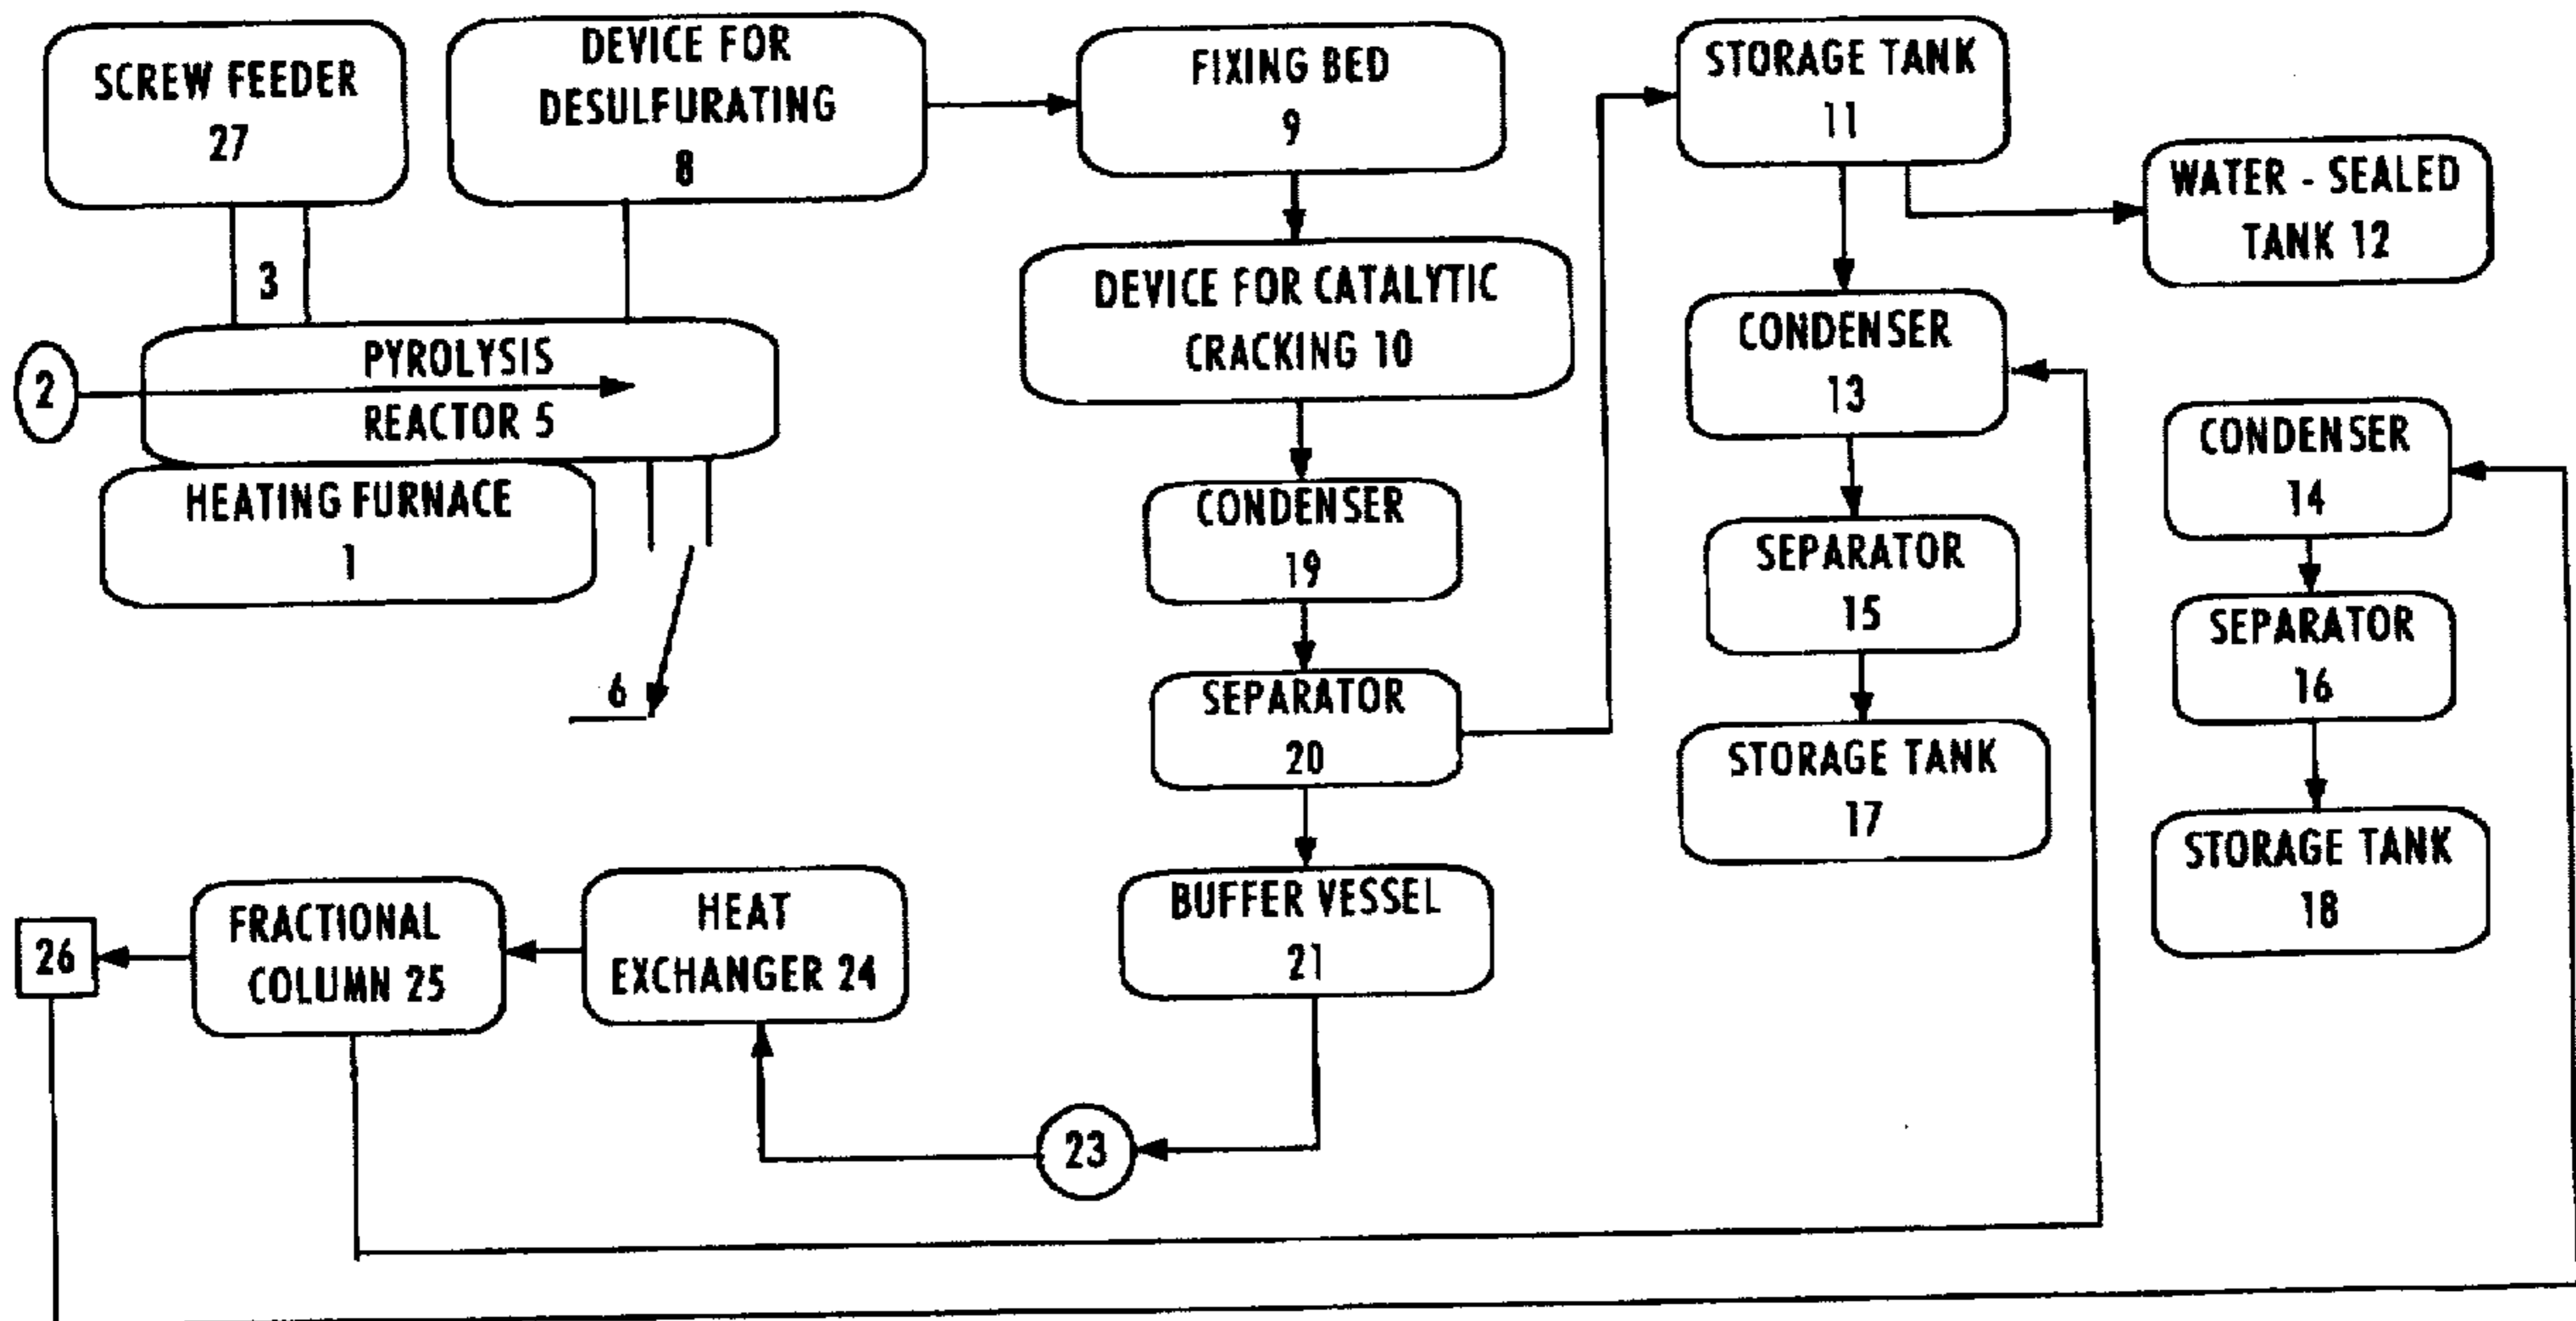 SCREW FEEDER
27
DEVICE FOR
DESULFURATING
8
FIXING BED
9
STORAGE TANK
11
WATER - SEALED
TANK 12
3
DEVICE FOR CATALYTIC
CRACKING 10
2
PYROLYSIS
REACTOR 5
CONDENSER
13
CONDENSER
14
HEATING FURNACE
1
CONDENSER
19
SEPARATOR
15
SEPARATOR
16
6
SEPARATOR
20
STORAGE TANK
17
STORAGE TANK
18
26
FRACTIONAL
COLUMN 25
HEAT
EXCHANGER 24
BUFFER VESSEL
21
23